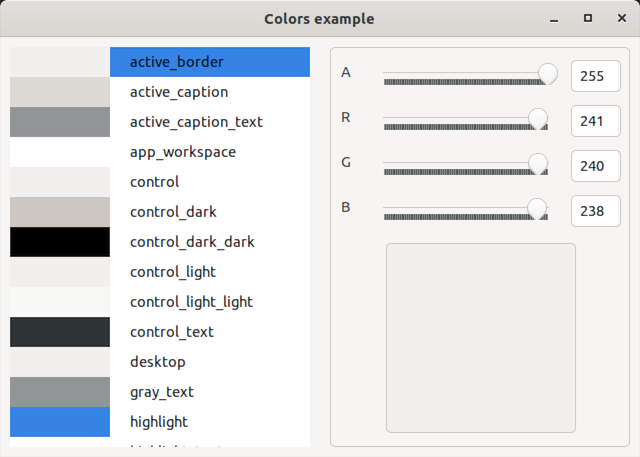 Colors example
active_border
active_caption
active_caption_text
app_workspace
control
control_dark
control_dark_dark
control_light
control_light_light
control_text
desktop
gray_text
highlight
A 255
R 241
G 240
B 238